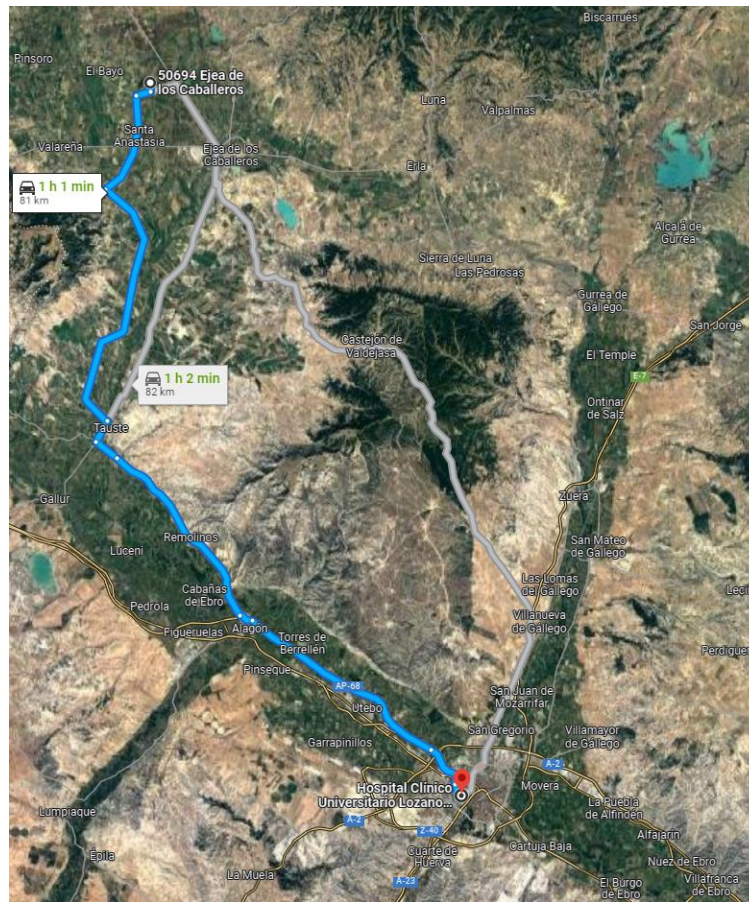 Biscarrués
Pinsoro
El Bayo
50694 Ejea de
los Caballeros
Luna
Valpalmas
Santa
Anastasia
Valareña
Ejea de los
Caballeros
Erla
1 h 1 min
81 km
Alcalá de
Gurrea
Sierra de Luna
Las Pedrosas
Gurrea de
Gállego
San Jorge
Castejón de
Valdejasa
El Temple
E-7
1 h 2 min
82 km
Ontinar
de Salz
Tauste
Gallur
Zuera
Remolinos
Luceni
San Mateo
de Gállego
Cabañas
de Ebro
Las Lomas
del Gállego
Leci
Pedrola
Villanueva
de Gállego
Figueruelas
Alagón
Torres de
Berrellén
Perdigue
Pinseque
AP-68
San Juan de
Mozarrifar
Utebo
San Gregorio
Villamayor
de Gállego
Garrapinillos
A-2
Hospital Clínico
Universitario Lozano...
Movera
La Puebla
de Alfindén
Lumpiaque
A-2
Z-40
Alfajarín
Épila
Cuarte de
Huerva
Cartuja Baja
Nuez de Ebro
La Muela
A-23
El Burgo
de Ebro
Villafranca
de Ebro